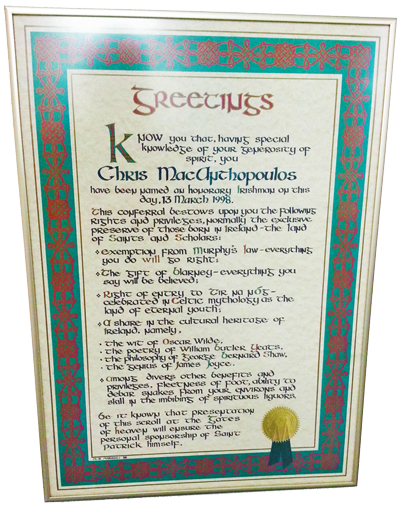 Greetings
Know you that, having special
knowledge of your generosity of
spirit, you
Chris MacAnthopoulos
have been named an honorary Irishman on this
day, 13 March 1998.
This conferral bestows upon you the following
rights and privileges, normally the exclusive
preserve of those born in Ireland-the land
of Saints and Scholars:
◦ Exemption from Murphy's Law-everything
you do will go right;
◦ The gift of blarney-everything you
say will be believed;
◦ Right of entry to Tír na nÓg-
celebrated in Celtic mythology as the
land of eternal youth;
◦ A share in the cultural heritage of
Ireland, namely,
· the wit of Oscar Wilde,
· the poetry of William Butler Yeats,
· the philosophy of George Bernard Shaw,
· the genius of James Joyce..
◦ Among divers other benefits and
privileges, fleetness of foot, ability to
debar snakes from your environs and
skill in the imbibing of spirituous liquors.
Be it known that presentation
of this scroll at the Gates
of heaven will ensure the
personal sponsorship of Saint
Patrick himself.